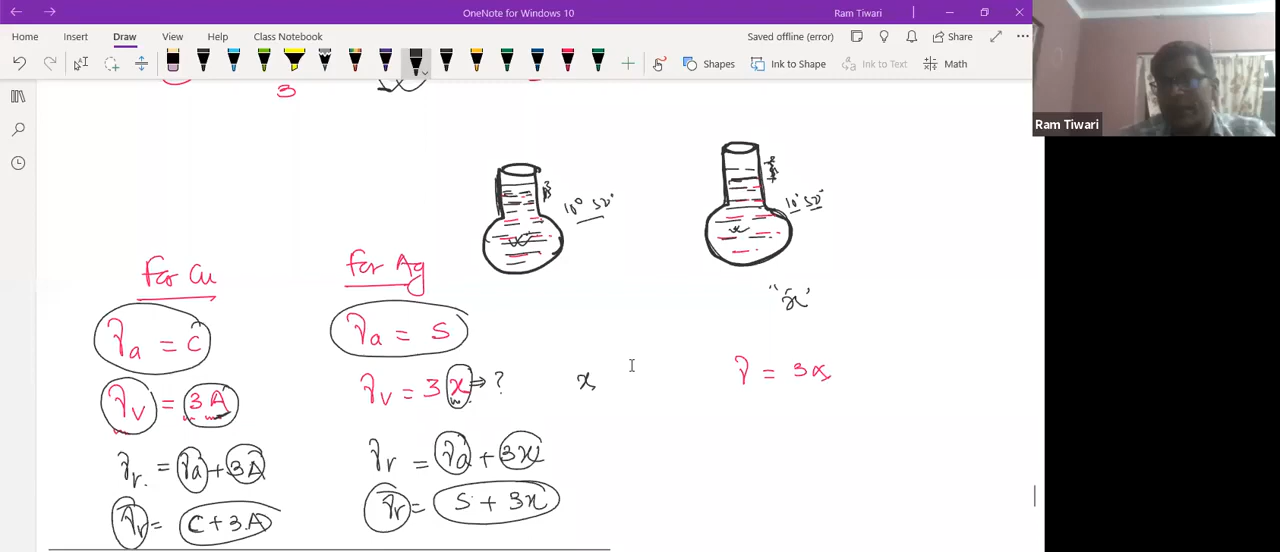 OneNote for Windows 10
Ram Tiwari
Home Insert Draw View Help Class Notebook
Saved offline (error)
Share
Shapes
Ink to Shape
Ink to Text
Math
Ram Tiwari
3
10° 50°
10° 50°
For Cu
For Ag
"x"
γa = C
γa = S
γv = 3A
γv = 3x ⇒ ?
x
γ = 3α
γr = γa + 3A
γr = γa + 3x
γr = C + 3A
γr = S + 3x